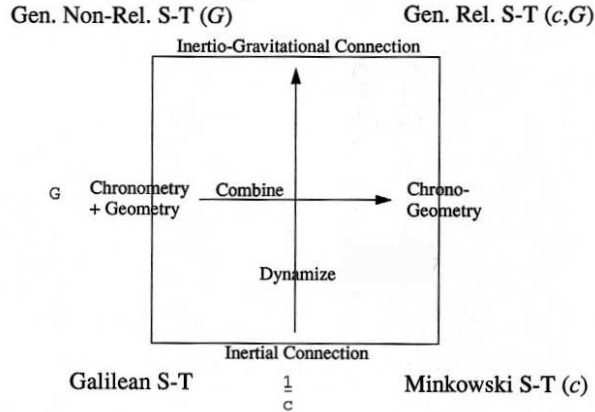 Gen. Non-Rel. S-T (G)
Gen. Rel. S-T (c,G)
Inertio-Gravitational Connection
G
Chronometry
+ Geometry
Combine
Chrono-
Geometry
Dynamize
Inertial Connection
Galilean S-T
1
c
Minkowski S-T (c)